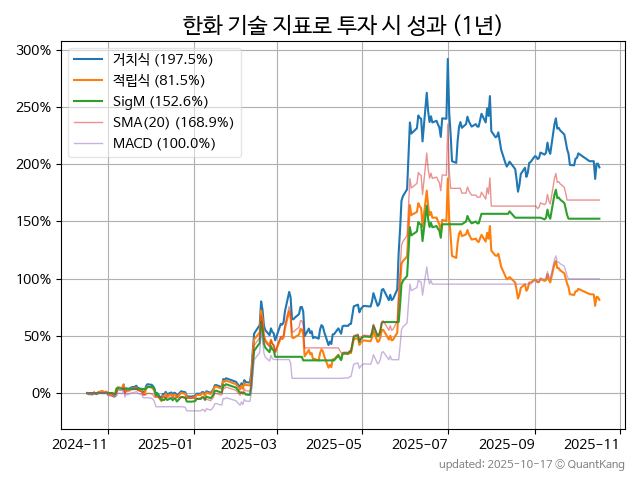 한화 기술 지표로 투자 시 성과 (1년)
300%
250%
200%
150%
100%
50%
0%
거치식 (197.5%)
적립식 (81.5%)
SigM (152.6%)
SMA(20) (168.9%)
MACD (100.0%)
2024-11
2025-01
2025-03
2025-05
2025-07
2025-09
2025-11
updated: 2025-10-17 © QuantKang